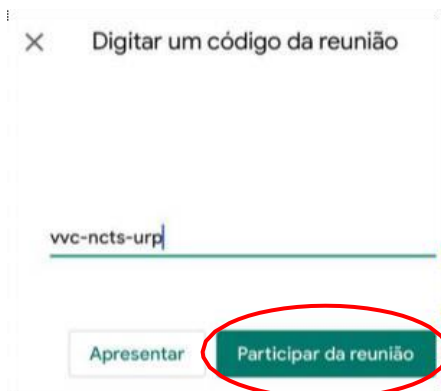 Digitar um código da reunião
vvc-ncts-urp
Apresentar Participar da reunião